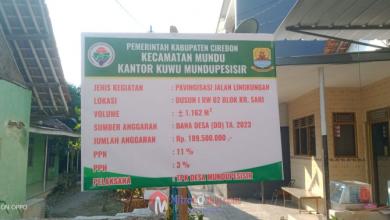 PEMERINTAH KABUPATEN CIREBON
KECAMATAN MUNDU
KANTOR KUWU MUNDUPESISIR
JENIS KEGIATAN : PAVINGISASI JALAN LINGKUNGAN
LOKASI : DUSUN I RW 02 BLOK KR. SARI
VOLUME : ± 1.162 M²
SUMBER ANGGARAN : DANA DESA (DD) TA. 2023
JUMLAH ANGGARAN : Rp. 189.500.000 ,-
PPN : 11 %
PPH : 3 %
PELAKSANA : TPK DESA MUNDUPESISIR